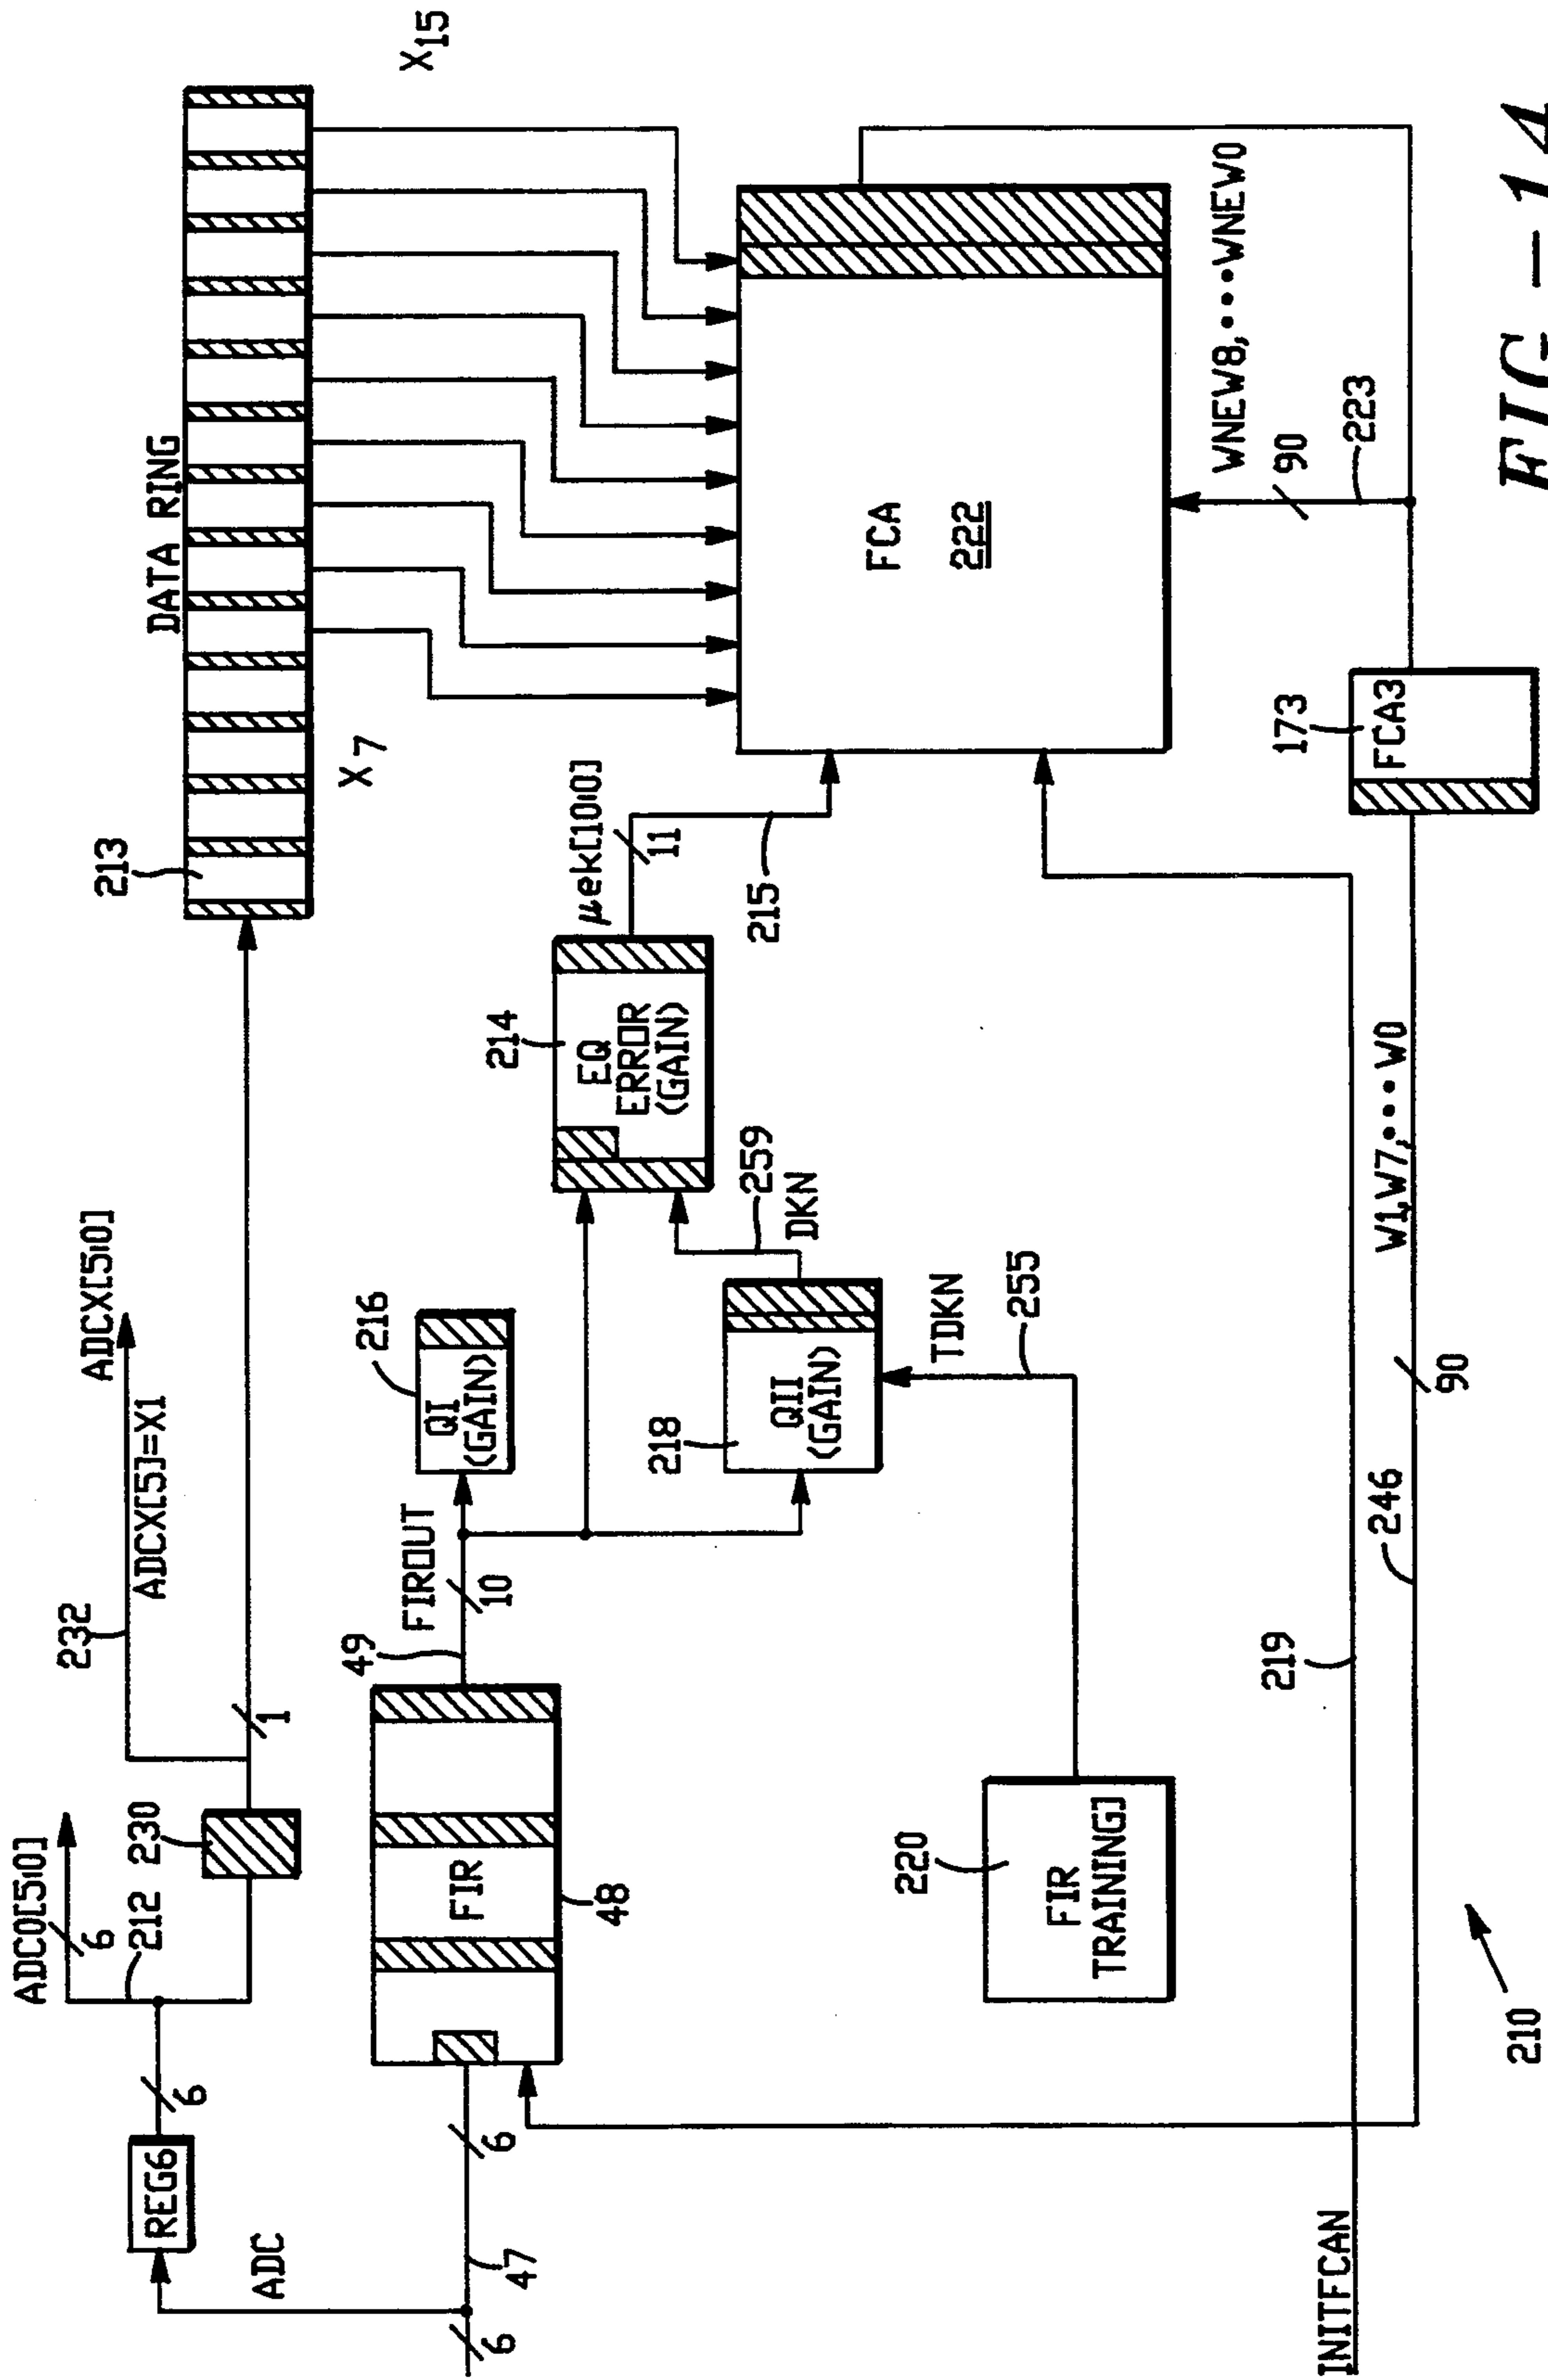 ADC0[5:0]
6
212
230
232
ADCX[5]=X1
ADCX[5:0]
1
213
DATA RING
X7
X15
REG6
6
ADC
6
47
6
FIR
48
49
FIROUT
10
QI
(GAIN)
216
QII
(GAIN)
218
EQ
ERROR
(GAIN)
214
μek[10:0]
11
215
DKN
259
TDKN
255
FIR
TRAINING]
220
FCA
222
WNEW8,•••WNEW0
90
223
FCA3
173
W1,W7,•••W0
90
246
219
INITFCAN
210
FIG-14